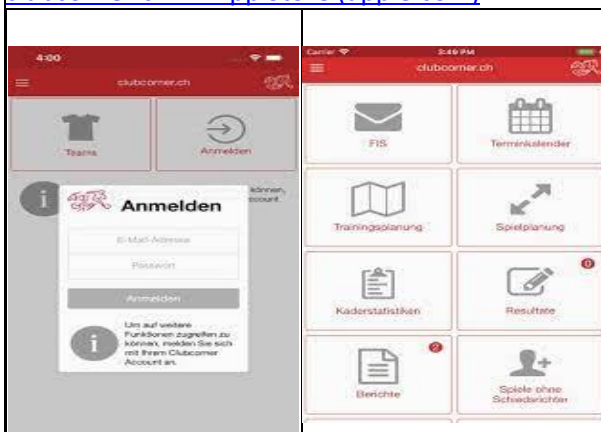 4:00
clubcorner.ch
Teams
Anmelden
i
können,
Anmelden
E-Mail-Adresse
Passwort
Anmelden
i
Um auf weitere
Funktionen zugreifen zu
können, melden Sie sich
mit Ihrem Clubcorner
Account an.
Carrier
3:49 PM
clubcorner.ch
FIS
Terminkalender
Trainingsplanung
Spielplanung
Kaderstatistiken
0
Resultate
2
Berichte
Spiele ohne
Schiedsrichter